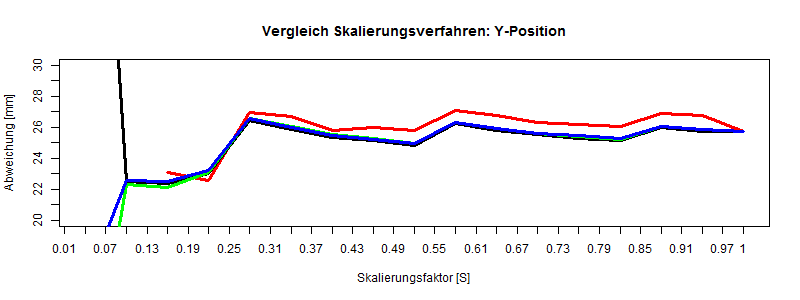 Vergleich Skalierungsverfahren: Y-Position
Abweichung [mm]
30
28
26
24
22
20
0.01 0.07 0.13 0.19 0.25 0.31 0.37 0.43 0.49 0.55 0.61 0.67 0.73 0.79 0.85 0.91 0.97 1
Skalierungsfaktor [S]